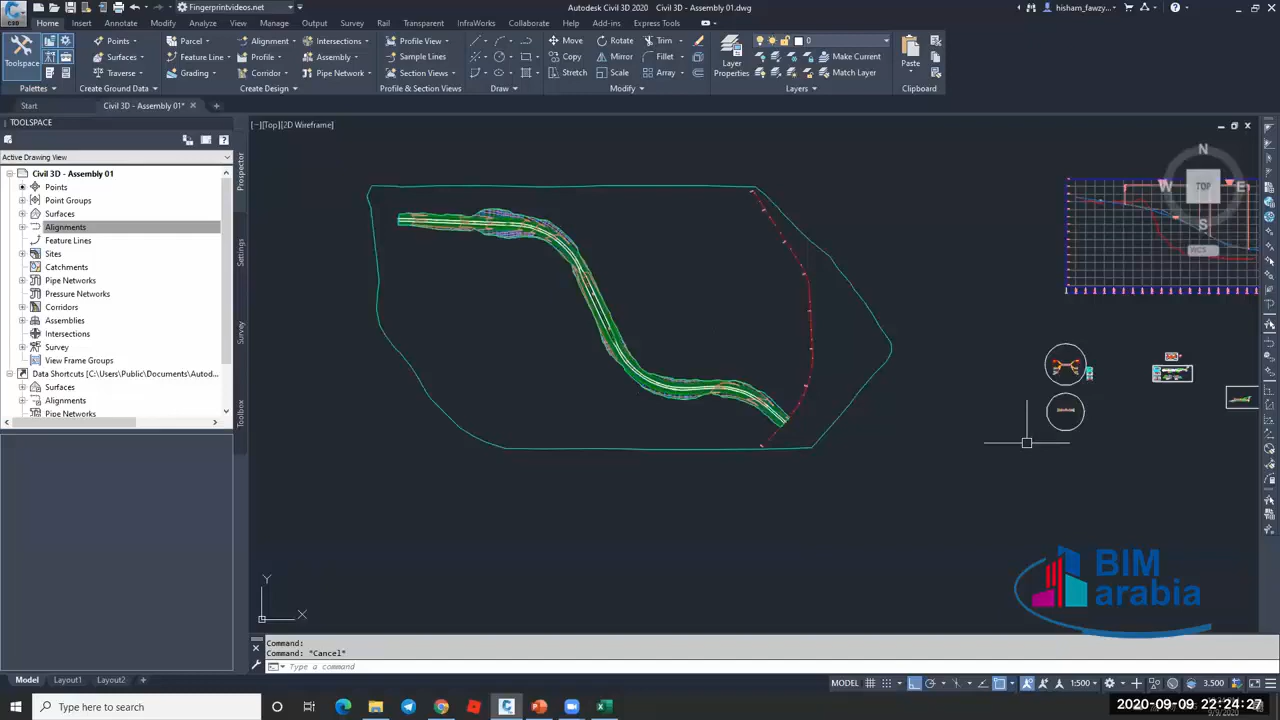 Fingerprintvideos.net
Autodesk Civil 3D 2020 - Assembly 01.dwg
hisham_fawzy...
Home Insert Annotate Modify Analyze View Manage Output Survey Rail Transparent InfraWorks Collaborate Help Add-ins Express Tools
Points Parcel Alignment Intersections Profile View Move Rotate Trim 0
Toolspace Surfaces Feature Line Profile Assembly Sample Lines Copy Mirror Fillet Layer Properties Make Current Paste
Traverse Grading Corridor Pipe Network Section Views Stretch Scale Array Match Layer
Palettes Create Ground Data Create Design Profile & Section Views Draw Modify Layers Clipboard
Start Civil 3D - Assembly 01*
TOOLSPACE
[−][Top][2D Wireframe]
Active Drawing View
Civil 3D - Assembly 01
Points
Point Groups
Surfaces
Alignments
Feature Lines
Sites
Catchments
Pipe Networks
Pressure Networks
Corridors
Assemblies
Intersections
Survey
View Frame Groups
Data Shortcuts [C:\Users\Public\Documents\Autod...
Surfaces
Alignments
Pipe Networks
Prospector
Settings
Survey
Toolbox
N
W TOP E
S
WCS
Y
X
BIM
arabia
Command:
Command: *Cancel*
Type a command
Model Layout1 Layout2
MODEL 1:500 3.500
Type here to search
2020-09-09 22:24:27